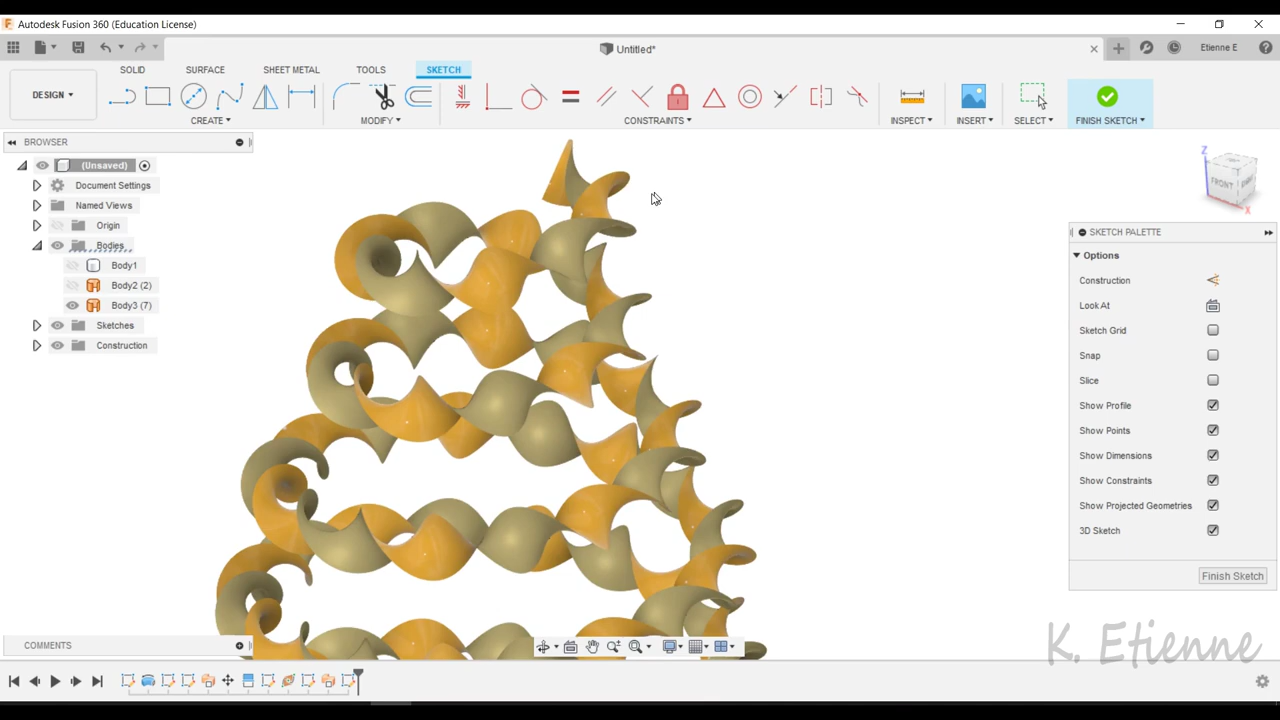 Autodesk Fusion 360 (Education License)
Untitled*
Etienne E
SOLID SURFACE SHEET METAL TOOLS SKETCH
DESIGN
CREATE MODIFY CONSTRAINTS INSPECT INSERT SELECT FINISH SKETCH
BROWSER
(Unsaved)
Document Settings
Named Views
Origin
Bodies
Body1
Body2 (2)
Body3 (7)
Sketches
Construction
Z
FRONT
X
SKETCH PALETTE
Options
Construction
Look At
Sketch Grid
Snap
Slice
Show Profile
Show Points
Show Dimensions
Show Constraints
Show Projected Geometries
3D Sketch
Finish Sketch
COMMENTS
K. Etienne